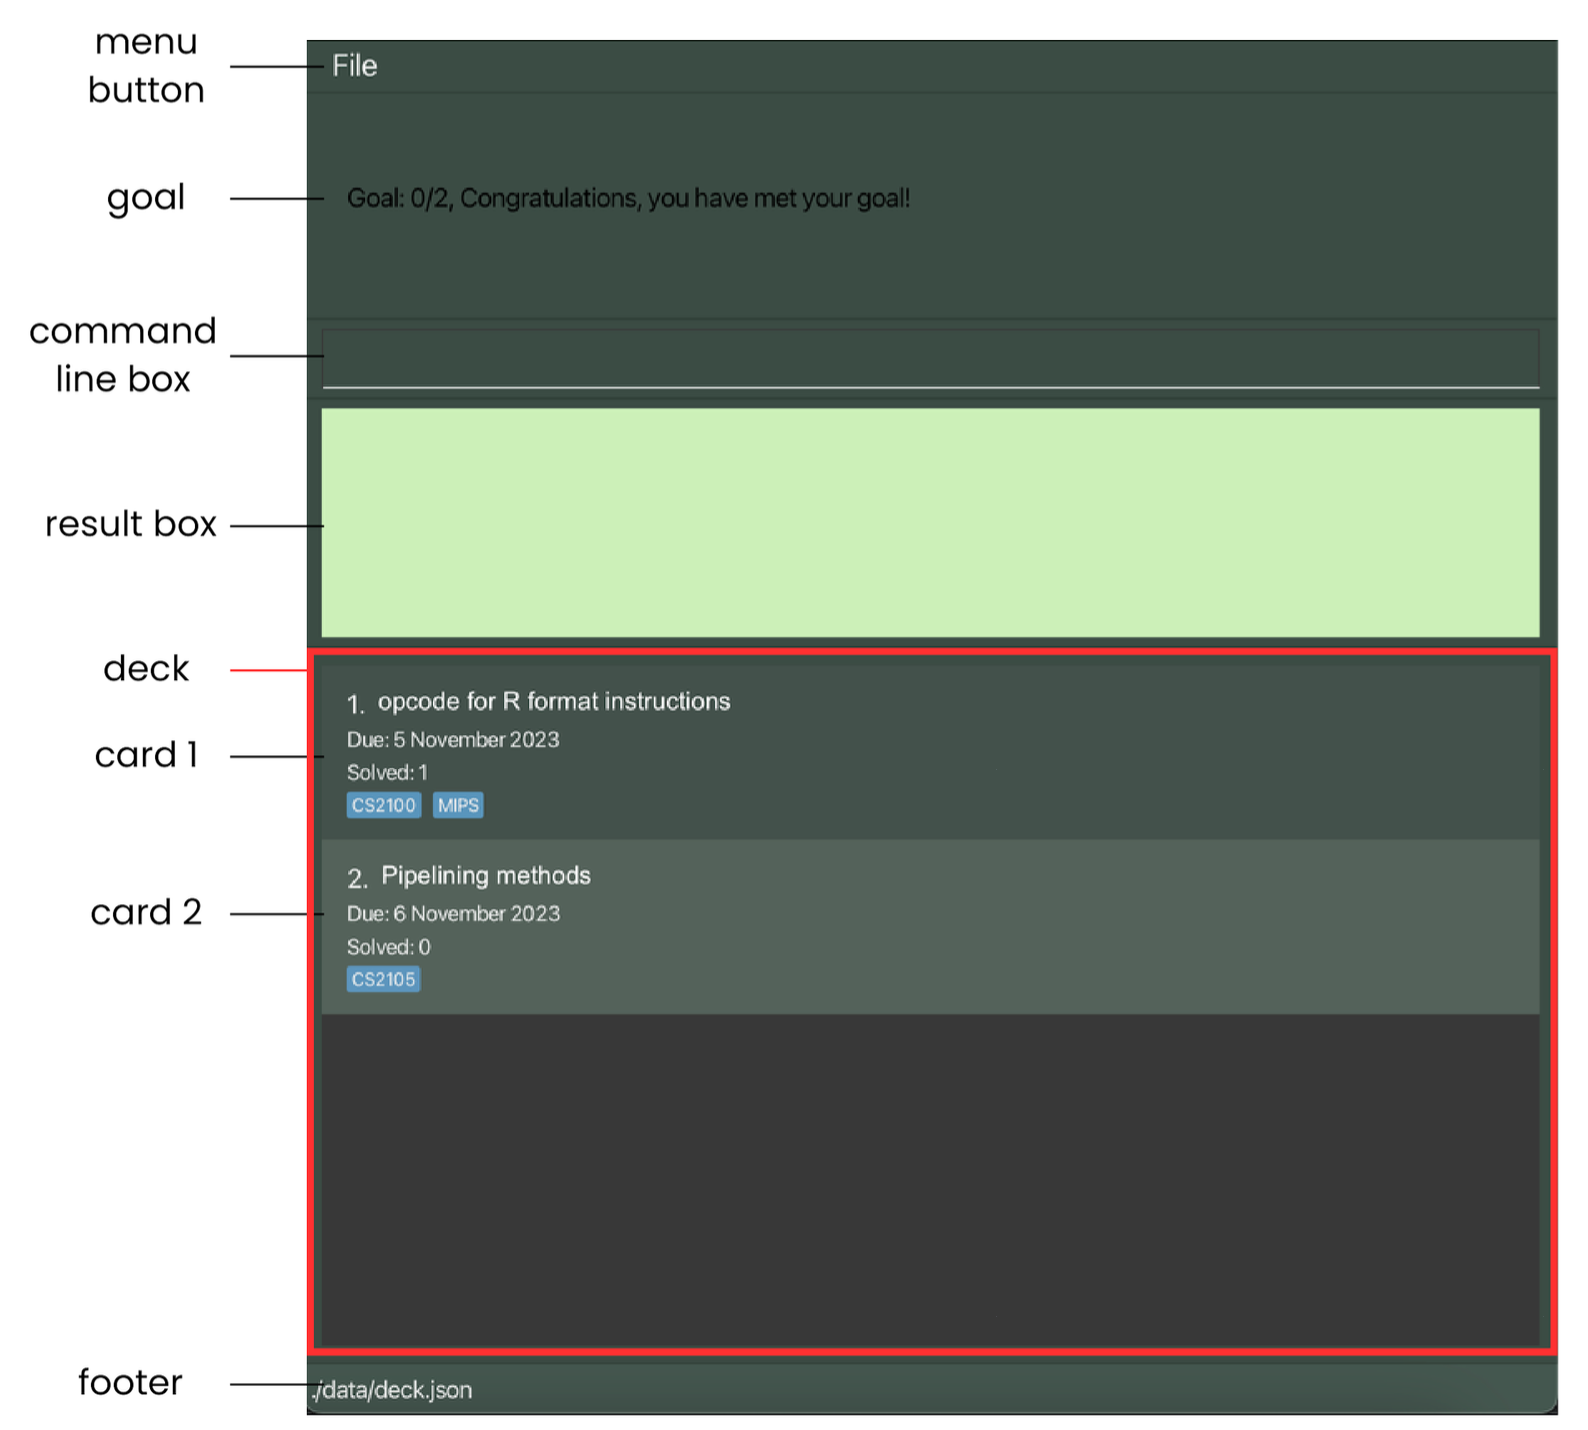 menu
button
File
goal
Goal: 0/2, Congratulations, you have met your goal!
command
line box
result box
deck
card 1
1. opcode for R format instructions
Due: 5 November 2023
Solved: 1
CS2100 MIPS
card 2
2. Pipelining methods
Due: 6 November 2023
Solved: 0
CS2105
footer
./data/deck.json